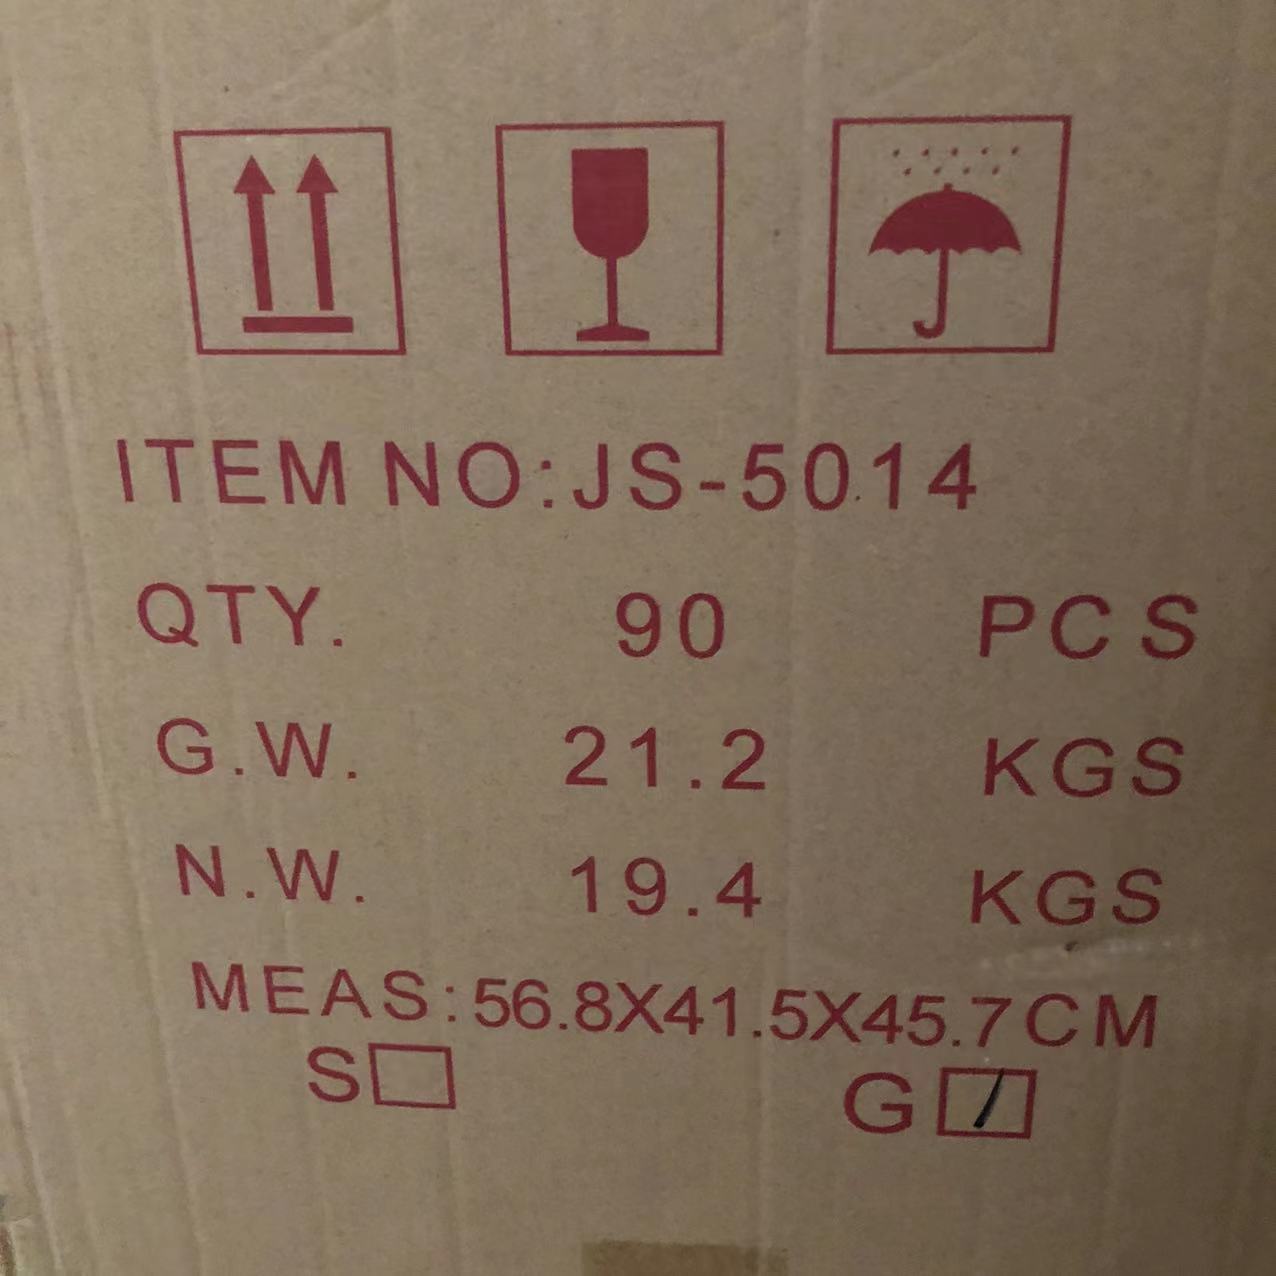 ITEM NO:JS-5014
QTY. 90 PCS
G.W. 21.2 KGS
N.W. 19.4 KGS
MEAS:56.8X41.5X45.7CM
S G